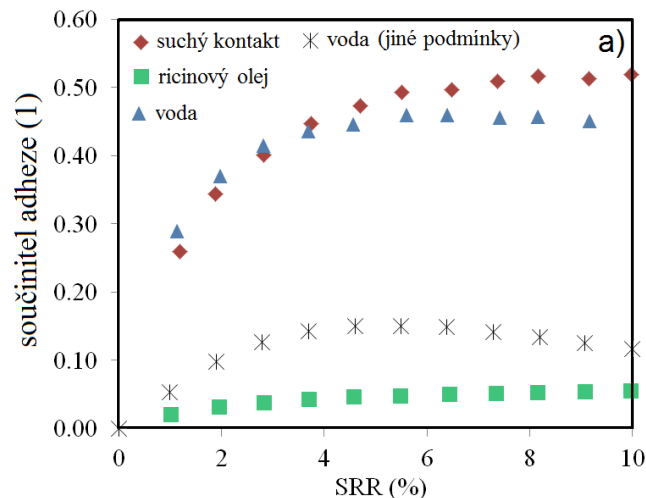 0.60
suchý kontakt
voda (jiné podmínky)
a)
ricinový olej
voda
0.50
0.40
0.30
0.20
0.10
0.00
součinitel adheze (1)
0 2 4 6 8 10
SRR (%)